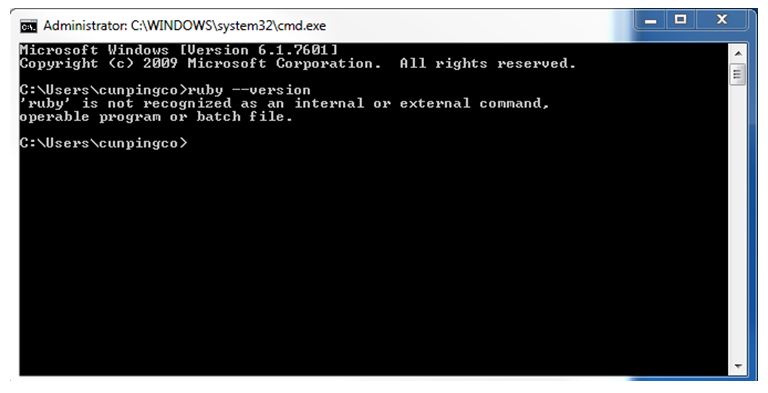 Administrator: C:\WINDOWS\system32\cmd.exe
Microsoft Windows [Version 6.1.7601]
Copyright (c) 2009 Microsoft Corporation.  All rights reserved.
C:\Users\cunpingco>ruby --version
'ruby' is not recognized as an internal or external command,
operable program or batch file.
C:\Users\cunpingco>